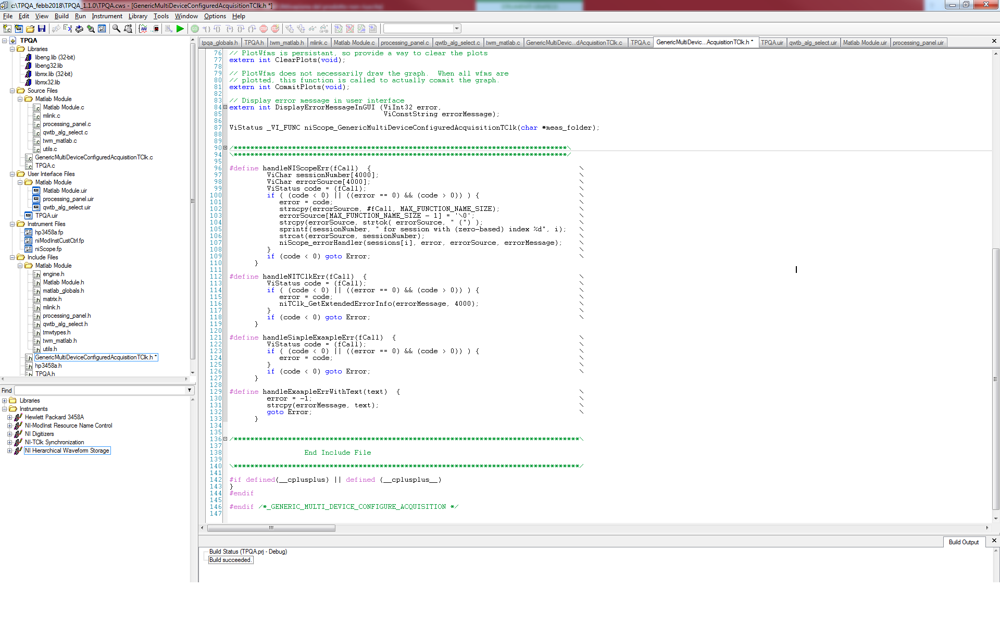 c:\TPQA_febb2018\TPQA_1.1.0\TPQA.cws - [GenericMultiDeviceConfiguredAcquisitionTClk.h *]
File Edit View Build Run Instrument Library Tools Window Options Help
tpqa_globals.h TPQA.h twm_matlab.h mlink.c Matlab Module.c processing_panel.c qwtb_alg_select.c twm_matlab.c GenericMultiDevic...dAcquisitionTClk.c TPQA.c GenericMultiDevic...AcquisitionTClk.h * TPQA.uir qwtb_alg_select.uir Matlab Module.uir processing_panel.uir
TPQA
Libraries
libeng.lib (32-bit)
libeng32.lib
libmx.lib (32-bit)
libmx32.lib
Source Files
Matlab Module
Matlab Module.c
mlink.c
processing_panel.c
qwtb_alg_select.c
twm_matlab.c
utils.c
GenericMultiDeviceConfiguredAcquisitionTClk.c
TPQA.c
User Interface Files
Matlab Module
Matlab Module.uir
processing_panel.uir
qwtb_alg_select.uir
TPQA.uir
Instrument Files
hp3458a.fp
niModInstCustCtrl.fp
niScope.fp
Include Files
Matlab Module
engine.h
Matlab Module.h
matlab_globals.h
matrix.h
mlink.h
processing_panel.h
qwtb_alg_select.h
tmwtypes.h
twm_matlab.h
utils.h
GenericMultiDeviceConfiguredAcquisitionTClk.h *
hp3458a.h
TPQA.h
Find
Libraries
Instruments
Hewlett Packard 3458A
NI-ModInst Resource Name Control
NI Digitizers
NI-TClk Synchronization
NI Hierarchical Waveform Storage
76 // PlotWfms is persistant, so provide a way to clear the plots
77 extern int ClearPlots(void);
78
79 // PlotWfms does not necessarily draw the graph.  When all wfms are
80 // plotted, this function is called to actually commit the graph.
81 extern int CommitPlots(void);
82
83 // Display error message in user interface
84 extern int DisplayErrorMessageInGUI (ViInt32 error,
85 ViConstString errorMessage);
86
87 ViStatus _VI_FUNC niScope_GenericMultiDeviceConfiguredAcquisitionTClk(char *meas_folder);
88
89
90 /********************************************************************************\
94 \********************************************************************************/
95
96 #define handleNIScopeErr(fCall)  { \
97 ViChar sessionNumber[4000]; \
98 ViChar errorSource[4000]; \
99 ViStatus code = (fCall); \
100 if ( (code < 0) || ((error == 0) && (code > 0)) ) { \
101 error = code; \
102 strncpy(errorSource, #fCall, MAX_FUNCTION_NAME_SIZE); \
103 errorSource[MAX_FUNCTION_NAME_SIZE - 1] = '\0'; \
104 strcpy(errorSource, strtok( errorSource, " (") ); \
105 sprintf(sessionNumber, " for session with (zero-based) index %d", i); \
106 strcat(errorSource, sessionNumber); \
107 niScope_errorHandler(sessions[i], error, errorSource, errorMessage); \
108 } \
109 if (code < 0) goto Error; \
110 }
111
112 #define handleNITClkErr(fCall)  { \
113 ViStatus code = (fCall); \
114 if ( (code < 0) || ((error == 0) && (code > 0)) ) { \
115 error = code; \
116 niTClk_GetExtendedErrorInfo(errorMessage, 4000); \
117 } \
118 if (code < 0) goto Error; \
119 }
120
121 #define handleSimpleExampleErr(fCall)  { \
122 ViStatus code = (fCall); \
123 if ( (code < 0) || ((error == 0) && (code > 0)) ) { \
124 error = code; \
125 } \
126 if (code < 0) goto Error; \
127 }
128
129 #define handleExampleErrWithText(text)  { \
130 error = -1; \
131 strcpy(errorMessage, text); \
132 goto Error; \
133 }
134
135
136 /***********************************************************************************\
137
138 End Include File
139
140 \***********************************************************************************/
141
142 #if defined(__cplusplus) || defined (__cplusplus__)
143 }
144 #endif
145
146 #endif /*_GENERIC_MULTI_DEVICE_CONFIGURE_ACQUISITION */
147
Build Output
Build Status (TPQA.prj - Debug)
Build succeeded.